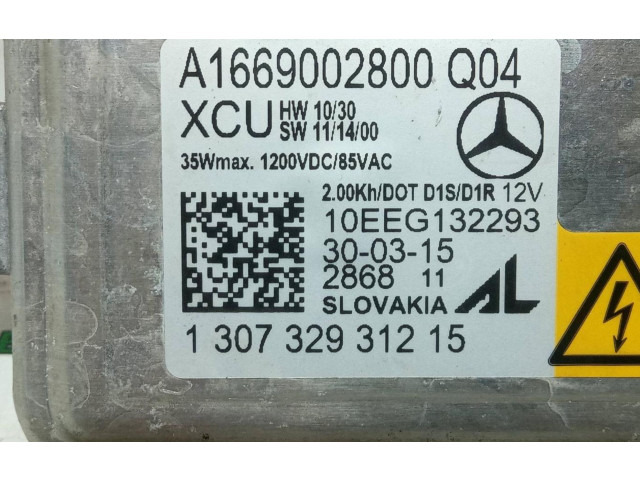 A1669002800 Q04
XCU HW 10/30
SW 11/14/00
35Wmax. 1200VDC/85VAC
2.00Kh/DOT D1S/D1R 12V
10EEG132293
30-03-15
2868 11
SLOVAKIA AL
1 307 329 312 15